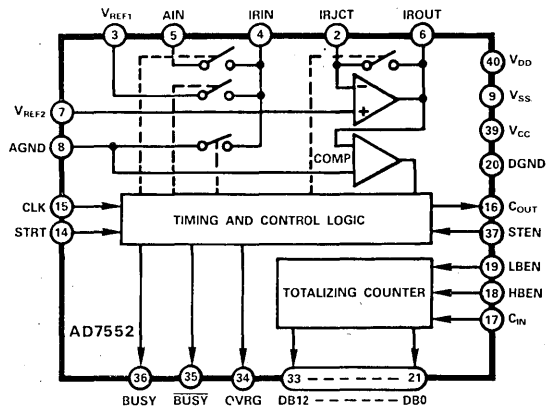 VREF1 AIN IRIN IRJCT IROUT
3 5 4 2 6
40 VDD
9 VSS
VREF2 7
- +
39 VCC
AGND 8
20 DGND
COMP
CLK 15
16 COUT
TIMING AND CONTROL LOGIC
STRT 14
37 STEN
19 LBEN
TOTALIZING COUNTER
18 HBEN
17 CIN
AD7552
36 35 34 33 21
BUSY BUSY OVRG DB12 DB0